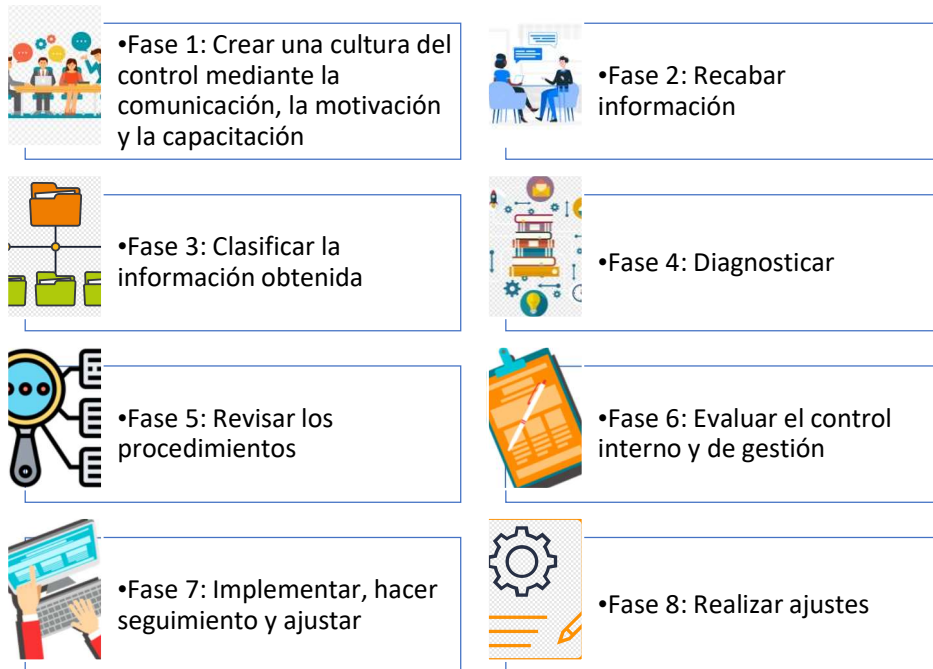 •Fase 1: Crear una cultura del
control mediante la
comunicación, la motivación
y la capacitación
•Fase 2: Recabar
información
•Fase 3: Clasificar la
información obtenida
•Fase 4: Diagnosticar
•Fase 5: Revisar los
procedimientos
•Fase 6: Evaluar el control
interno y de gestión
•Fase 7: Implementar, hacer
seguimiento y ajustar
•Fase 8: Realizar ajustes